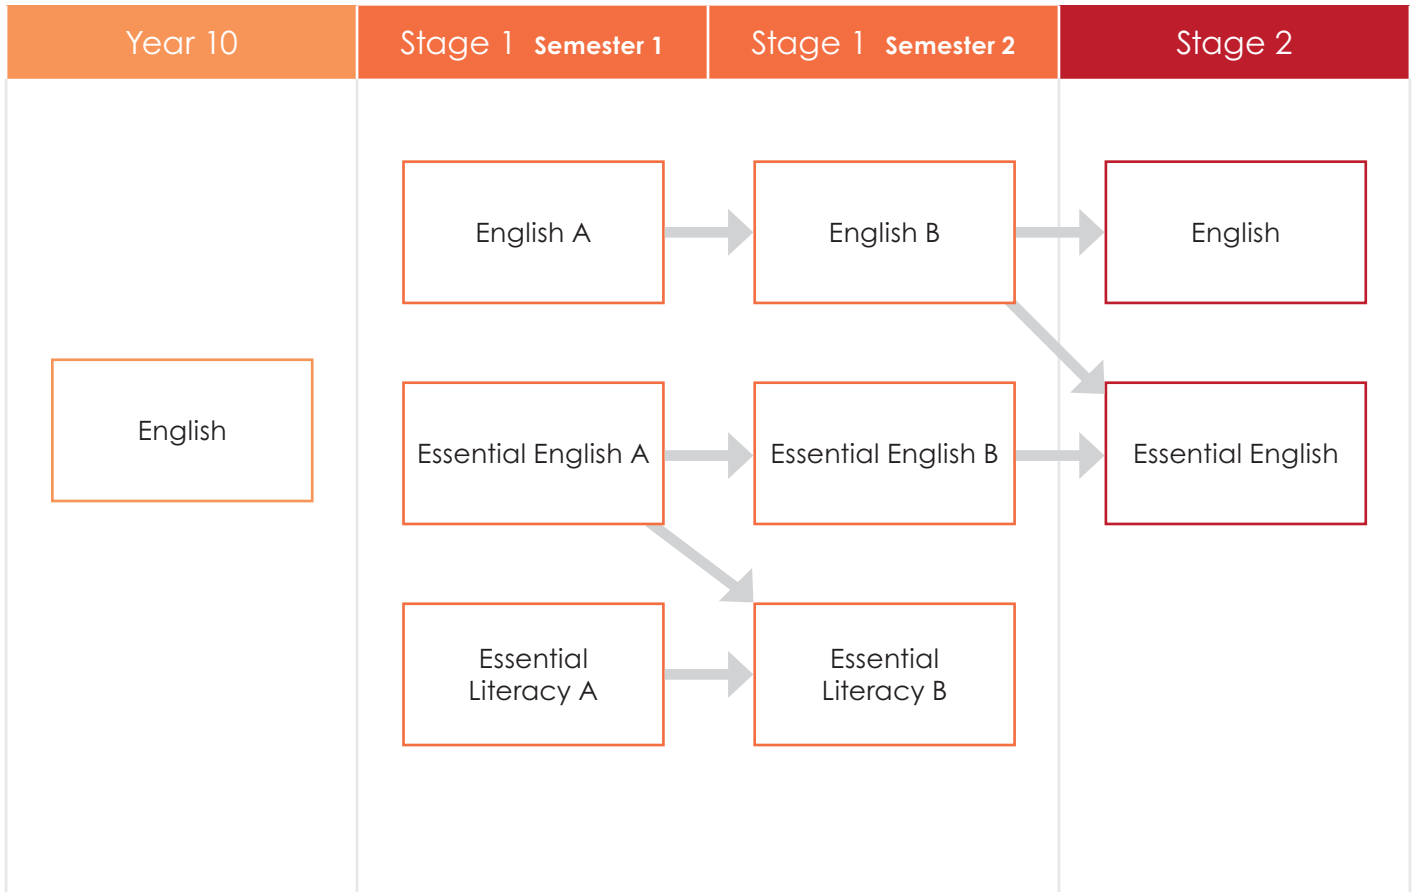 Year 10
Stage 1 Semester 1
Stage 1 Semester 2
Stage 2
English A
English B
English
English
Essential English A
Essential English B
Essential English
Essential
Literacy A
Essential
Literacy B